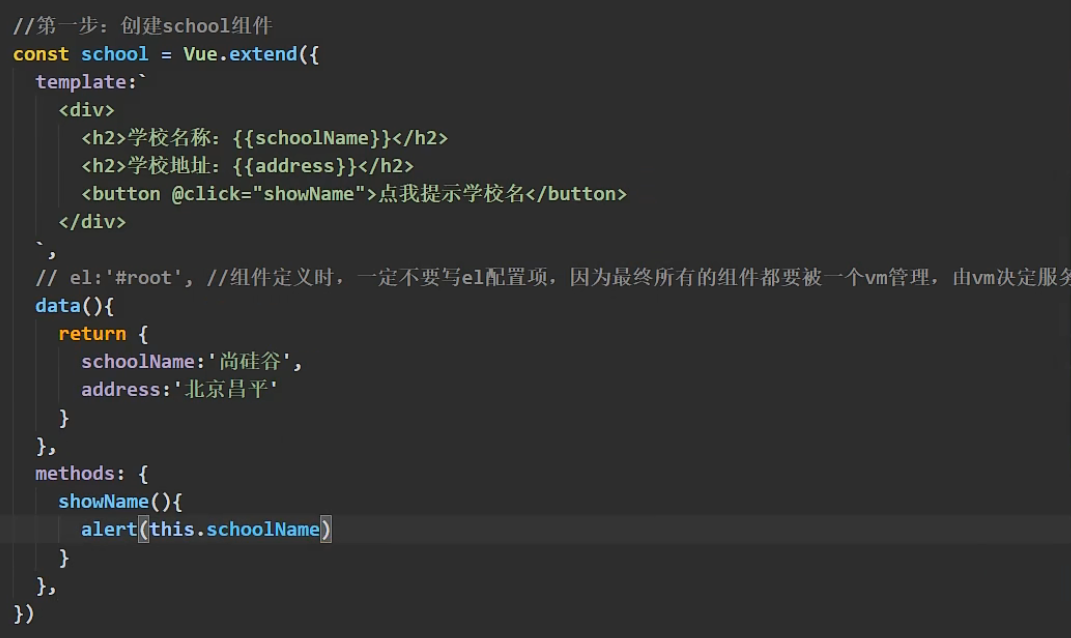 //第一步：创建school组件
const school = Vue.extend({
template:`
<div>
<h2>学校名称：{{schoolName}}</h2>
<h2>学校地址：{{address}}</h2>
<button @click="showName">点我提示学校名</button>
</div>
`,
// el:'#root', //组件定义时，一定不要写el配置项，因为最终所有的组件都要被一个vm管理，由vm决定服务
data(){
return {
schoolName:'尚硅谷',
address:'北京昌平'
}
},
methods: {
showName(){
alert(this.schoolName)
}
},
})